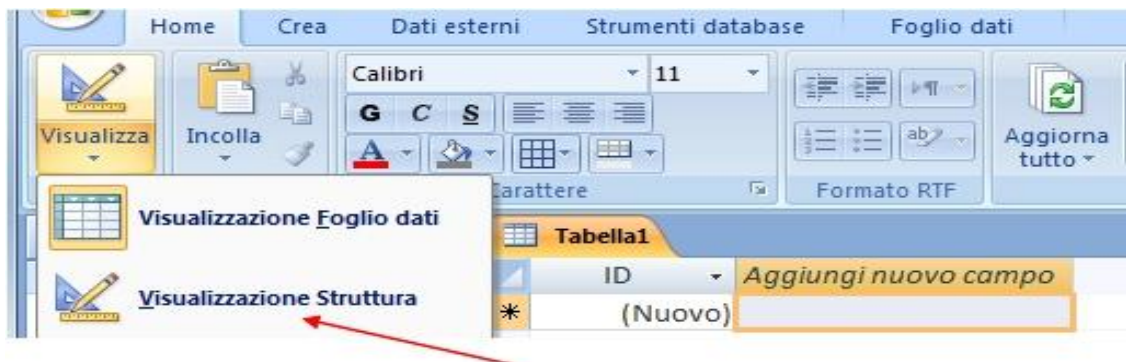 Home Crea Dati esterni Strumenti database Foglio dati
Calibri 11
G C S
Visualizza Incolla A ab Aggiorna tutto
Carattere Formato RTF
Visualizzazione Foglio dati
Visualizzazione Struttura
Tabella1
ID Aggiungi nuovo campo
(Nuovo)